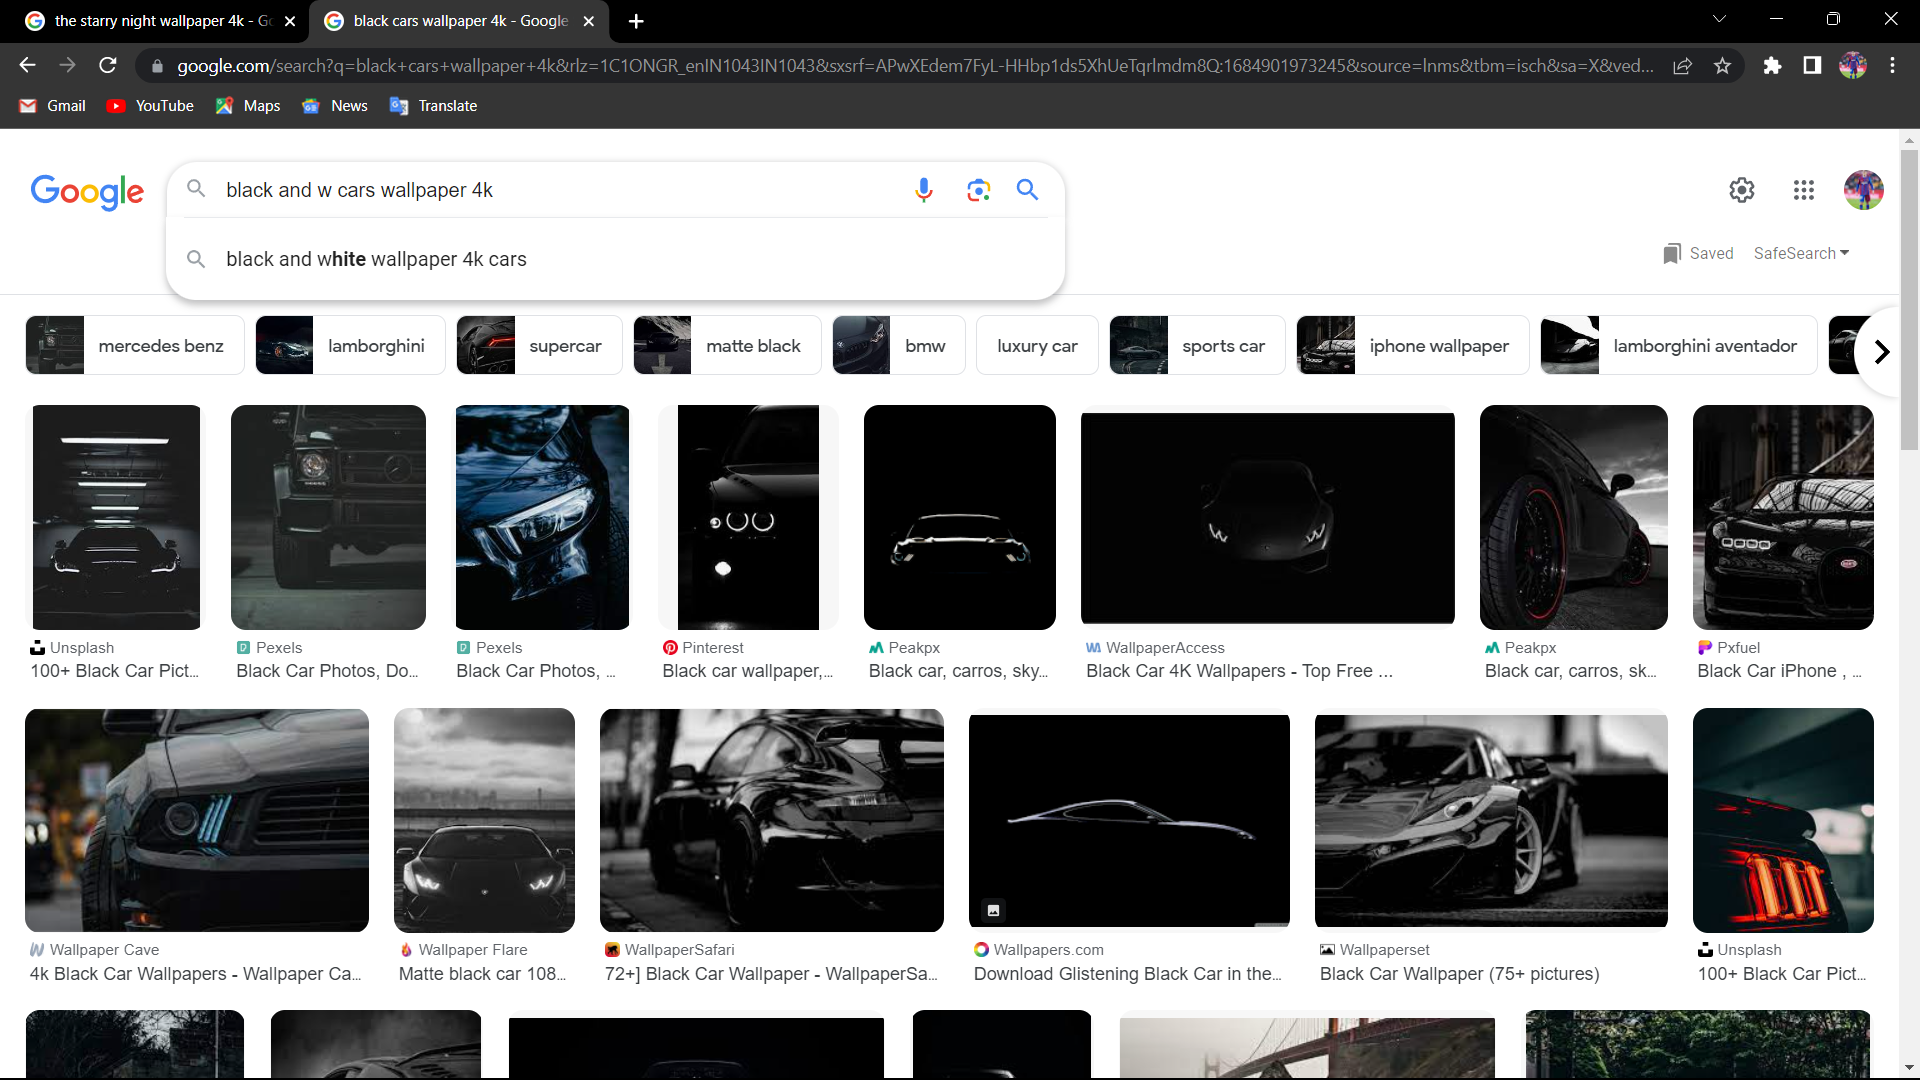 the starry night wallpaper 4k - Go
black cars wallpaper 4k - Google
google.com/search?q=black+cars+wallpaper+4k&rlz=1C1ONGR_enIN1043IN1043&sxsrf=APwXEdem7FyL-HHbp1ds5XhUeTqrlmdm8Q:1684901973245&source=lnms&tbm=isch&sa=X&ved...
Gmail YouTube Maps News Translate
Google
black and w cars wallpaper 4k
black and white wallpaper 4k cars
Saved SafeSearch
mercedes benz lamborghini supercar matte black bmw luxury car sports car iphone wallpaper lamborghini aventador
Unsplash Pexels Pexels Pinterest Peakpx WallpaperAccess Peakpx Pxfuel
100+ Black Car Pict... Black Car Photos, Do... Black Car Photos, ... Black car wallpaper,... Black car, carros, sky... Black Car 4K Wallpapers - Top Free ... Black car, carros, sk... Black Car iPhone , ...
Wallpaper Cave Wallpaper Flare WallpaperSafari Wallpapers.com Wallpaperset Unsplash
4k Black Car Wallpapers - Wallpaper Ca... Matte black car 108... 72+] Black Car Wallpaper - WallpaperSa... Download Glistening Black Car in the... Black Car Wallpaper (75+ pictures) 100+ Black Car Pict...